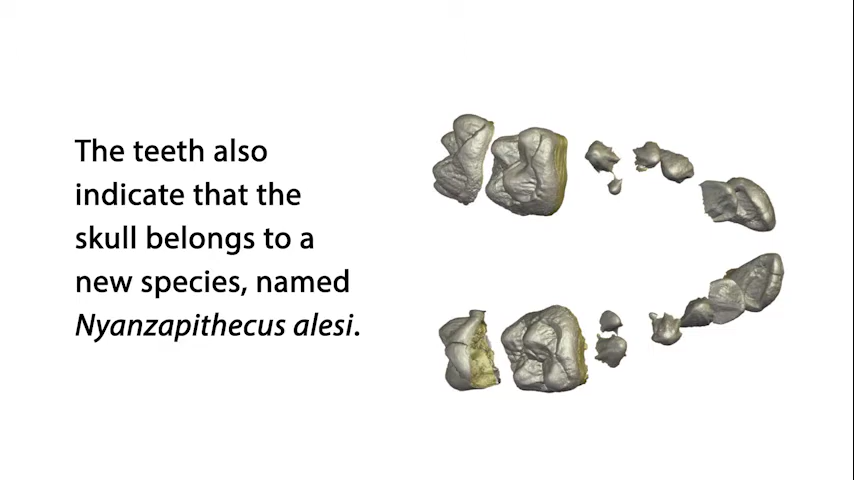 The teeth also
indicate that the
skull belongs to a
new species, named
Nyanzapithecus alesi.